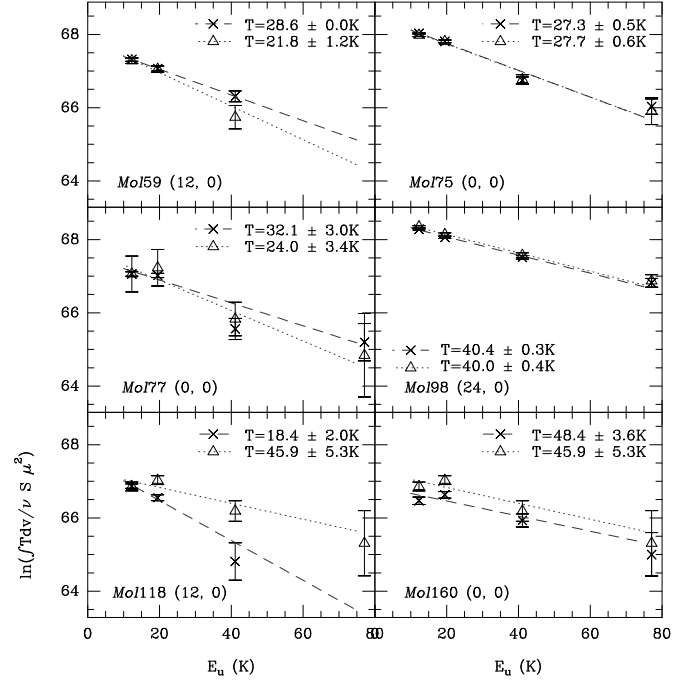 T=28.6 ± 0.0K
T=21.8 ± 1.2K
Mol59 (12, 0)
T=27.3 ± 0.5K
T=27.7 ± 0.6K
Mol75 (0, 0)
68
66
64
T=32.1 ± 3.0K
T=24.0 ± 3.4K
Mol77 (0, 0)
T=40.4 ± 0.3K
T=40.0 ± 0.4K
Mol98 (24, 0)
68
66
64
T=18.4 ± 2.0K
T=45.9 ± 5.3K
Mol118 (12, 0)
T=48.4 ± 3.6K
T=45.9 ± 5.3K
Mol160 (0, 0)
68
66
64
ln(∫Tdv/ν S μ²)
0 20 40 60 80
0 20 40 60 80
E_u (K)
E_u (K)